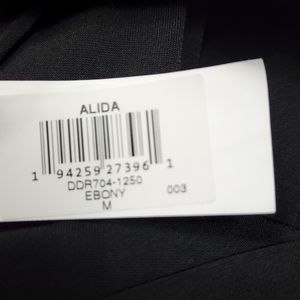 ALIDA
1 94259 27396 1
DDR704-1250
EBONY
M 003